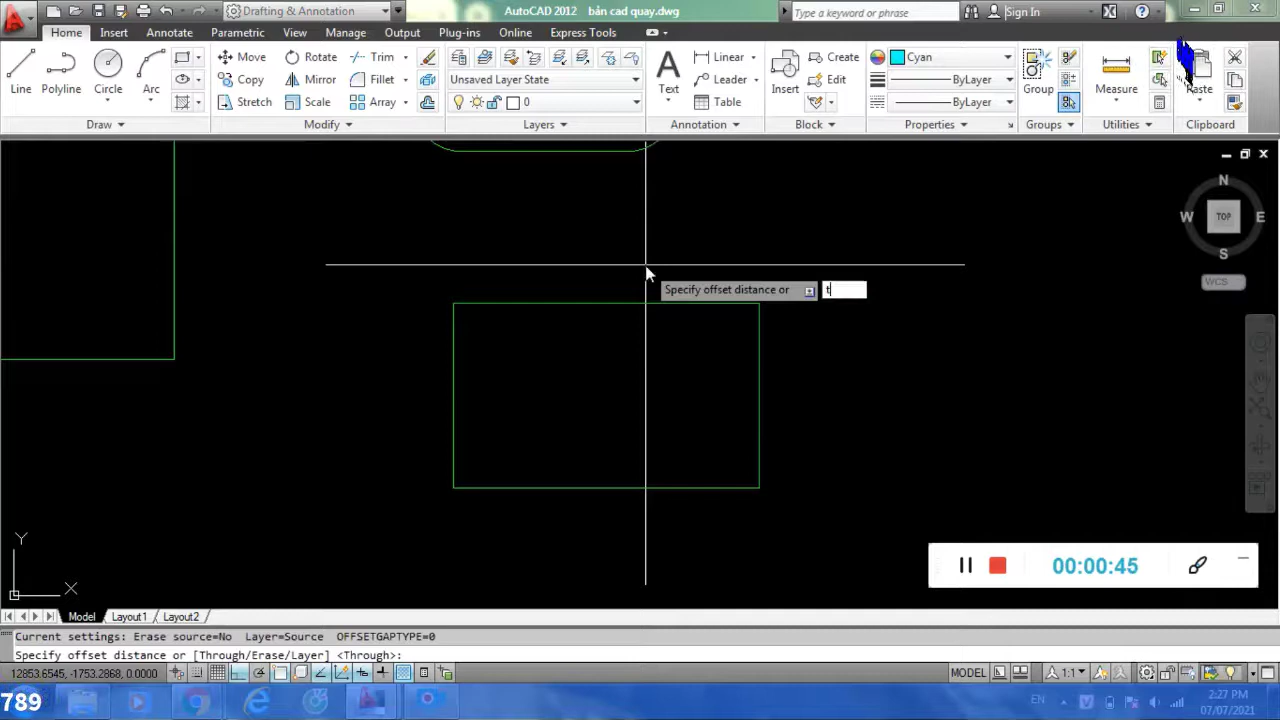 Drafting & Annotation
AutoCAD 2012 bản cad quay.dwg
Type a keyword or phrase
Sign In
Home Insert Annotate Parametric View Manage Output Plug-ins Online Express Tools
Move Rotate Trim
Copy Mirror Fillet
Stretch Scale Array
Line Polyline Circle Arc
Unsaved Layer State
0
Text
Linear
Leader
Table
Insert
Create
Edit
Cyan
ByLayer
ByLayer
Group
Measure
Paste
Draw Modify Layers Annotation Block Properties Groups Utilities Clipboard
N
W TOP E
S
WCS
Specify offset distance or t
00:00:45
Y
X
Model Layout1 Layout2
Current settings: Erase source=No Layer=Source OFFSETGAPTYPE=0
Specify offset distance or [Through/Erase/Layer] <Through>:
12853.6545, -1753.2868, 0.0000
MODEL
1:1
789
EN
2:27 PM
07/07/2021